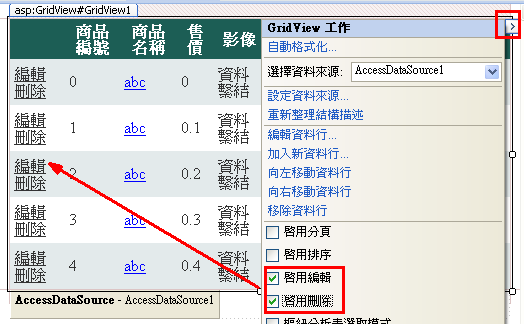 asp:GridView#GridView1
商品編號 商品名稱 售價 影像
編輯 刪除 0 abc 0 資料繫結
編輯 刪除 1 abc 0.1 資料繫結
編輯 刪除 2 abc 0.2 資料繫結
編輯 刪除 3 abc 0.3 資料繫結
編輯 刪除 4 abc 0.4 資料繫結
AccessDataSource - AccessDataSource1
GridView 工作
自動格式化...
選擇資料來源: AccessDataSource1
設定資料來源...
重新整理結構描述
編輯資料行...
加入新資料行...
向左移動資料行
向右移動資料行
移除資料行
啟用分頁
啟用排序
啟用編輯
啟用刪除